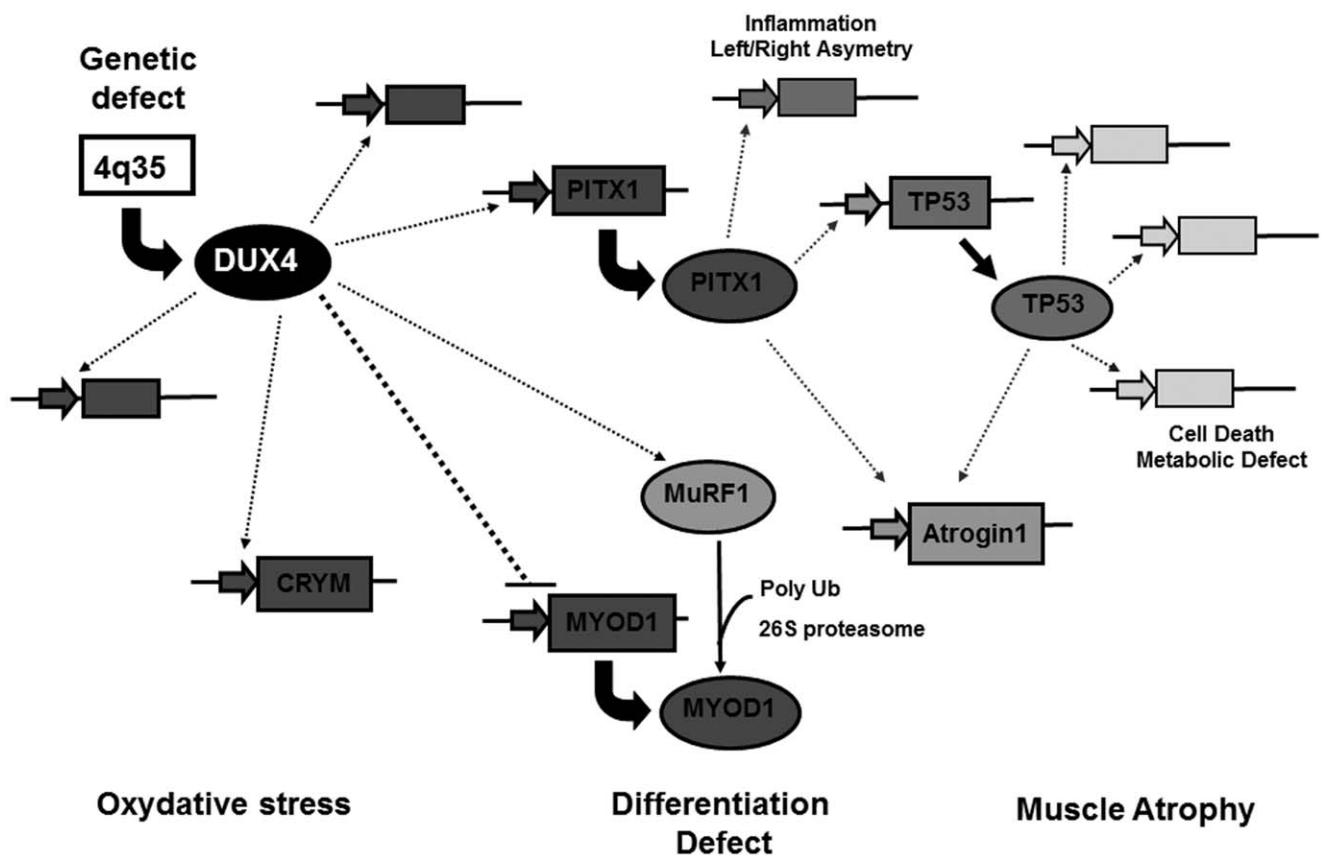 Inflammation
Left/Right Asymetry
Genetic
defect
4q35
PITX1
TP53
DUX4
PITX1
TP53
Cell Death
Metabolic Defect
MuRF1
Atrogin1
CRYM
Poly Ub
MYOD1
26S proteasome
MYOD1
Oxydative stress
Differentiation
Defect
Muscle Atrophy